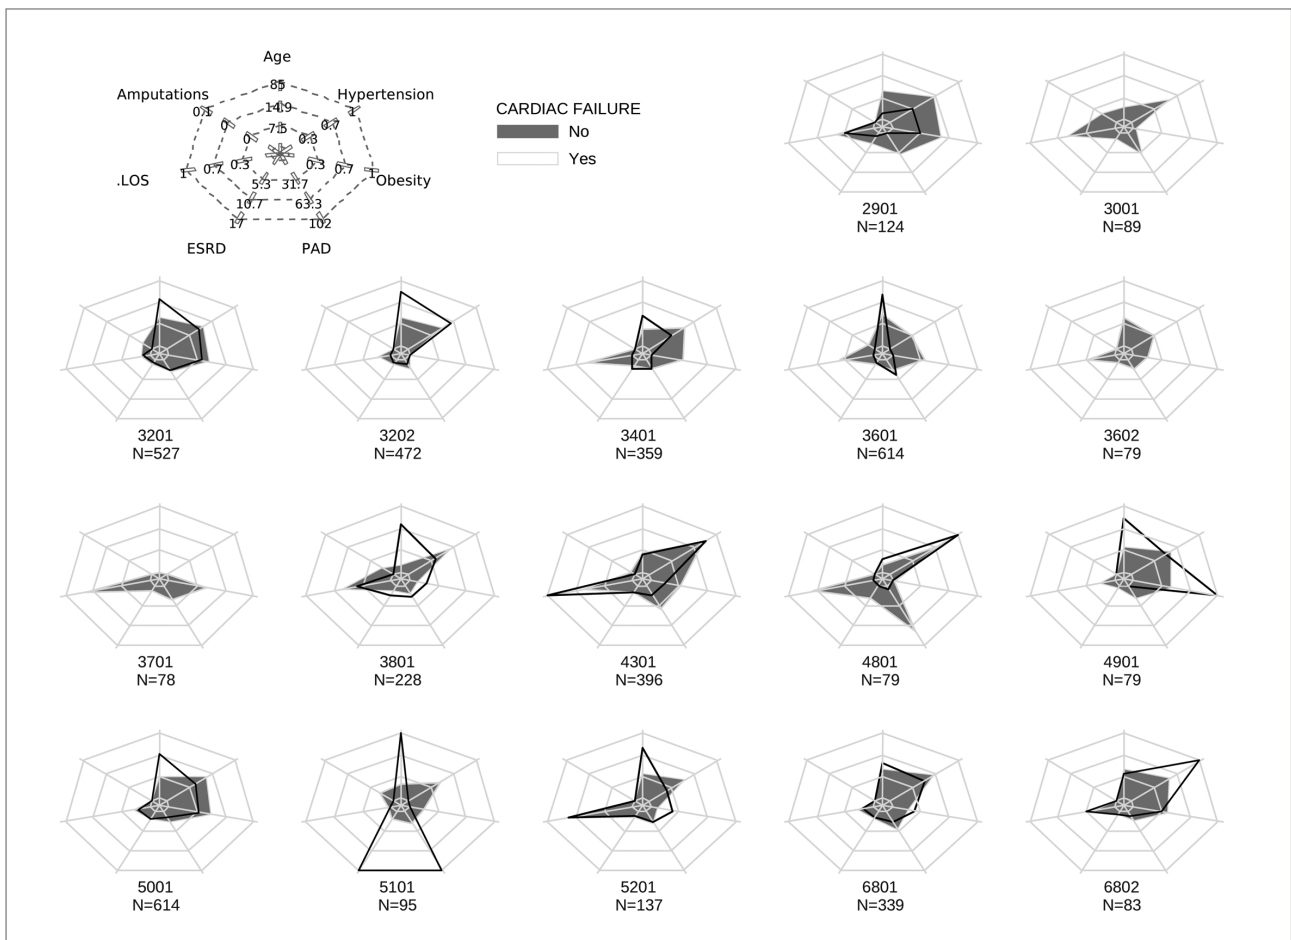 Age
Amputations
Hypertension
85
0.1
1
14.9
0
0.7
7.5
0
0.3
0.3
0.3
1
0.7
0.7
1
.LOS
Obesity
5.3
31.7
10.7
63.3
17
102
ESRD
PAD
CARDIAC FAILURE
No
Yes
2901
N=124
3001
N=89
3201
N=527
3202
N=472
3401
N=359
3601
N=614
3602
N=79
3701
N=78
3801
N=228
4301
N=396
4801
N=79
4901
N=79
5001
N=614
5101
N=95
5201
N=137
6801
N=339
6802
N=83